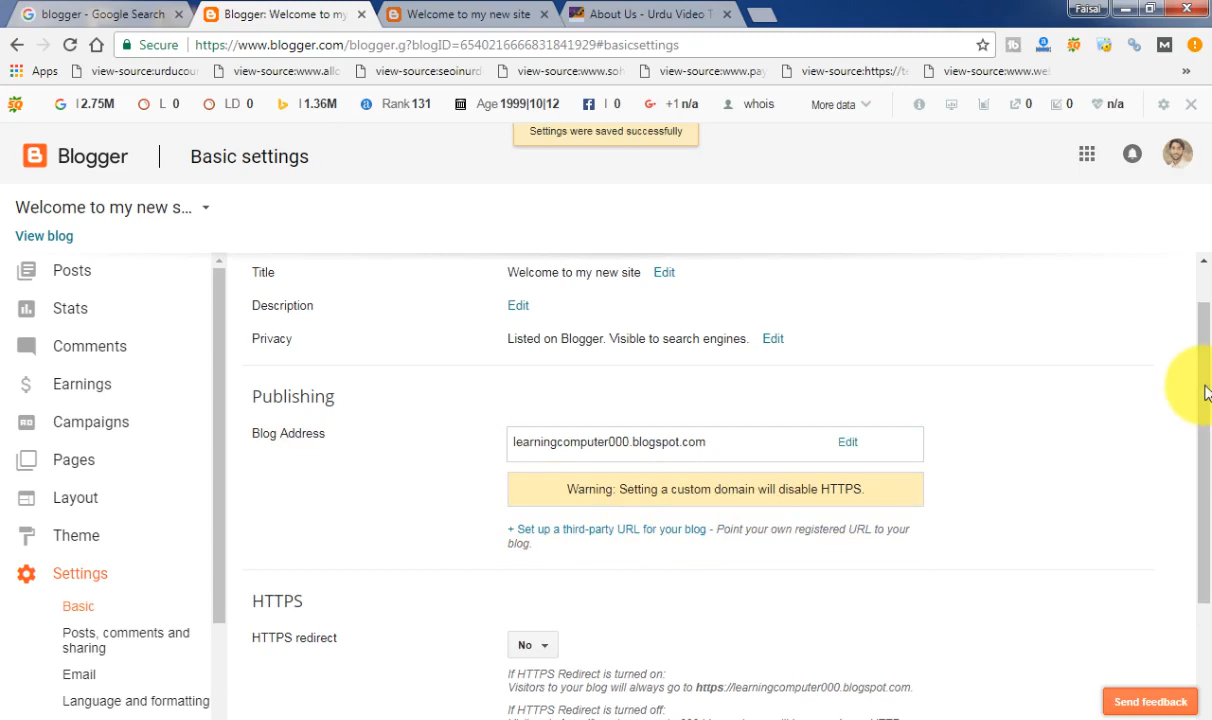 blogger - Google Search
Blogger: Welcome to my
Welcome to my new site
About Us - Urdu Video T
Faisal
Secure
https://www.blogger.com/blogger.g?blogID=6540216666831841929#basicsettings
Apps
view-source:urducou
view-source:www.allc
view-source:seoinurd
view-source:www.soh
view-source:www.pay
view-source:https://te
view-source:www.we
I 2.75M
L 0
LD 0
I 1.36M
Rank 131
Age 1999|10|12
I 0
+1 n/a
whois
More data
0
0
n/a
Settings were saved successfully
Blogger
Basic settings
Welcome to my new s...
View blog
Posts
Stats
Comments
Earnings
Campaigns
Pages
Layout
Theme
Settings
Basic
Posts, comments and
sharing
Email
Language and formatting
Title
Welcome to my new site Edit
Description
Edit
Privacy
Listed on Blogger. Visible to search engines. Edit
Publishing
Blog Address
learningcomputer000.blogspot.com Edit
Warning: Setting a custom domain will disable HTTPS.
+ Set up a third-party URL for your blog - Point your own registered URL to your
blog.
HTTPS
HTTPS redirect
No
If HTTPS Redirect is turned on:
Visitors to your blog will always go to https://learningcomputer000.blogspot.com.
If HTTPS Redirect is turned off:
Send feedback